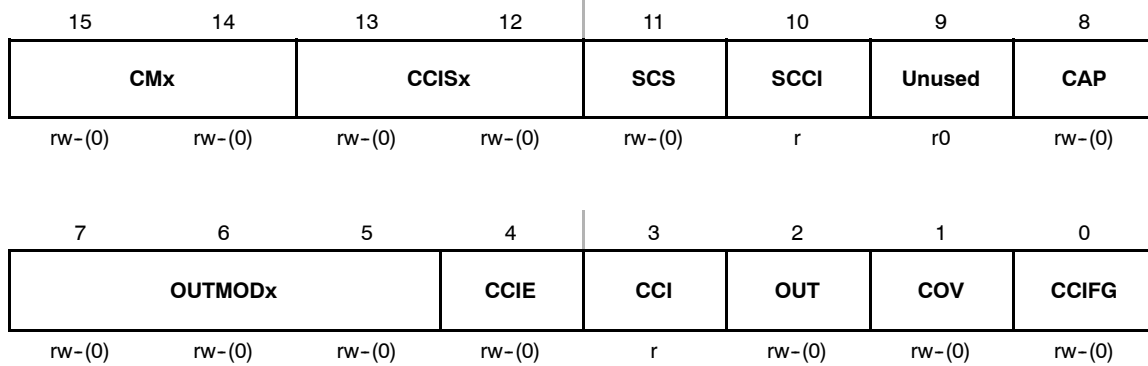 15 14 13 12 11 10 9 8
CMx CCISx SCS SCCI Unused CAP
rw-(0) rw-(0) rw-(0) rw-(0) rw-(0) r r0 rw-(0)
7 6 5 4 3 2 1 0
OUTMODx CCIE CCI OUT COV CCIFG
rw-(0) rw-(0) rw-(0) rw-(0) r rw-(0) rw-(0) rw-(0)